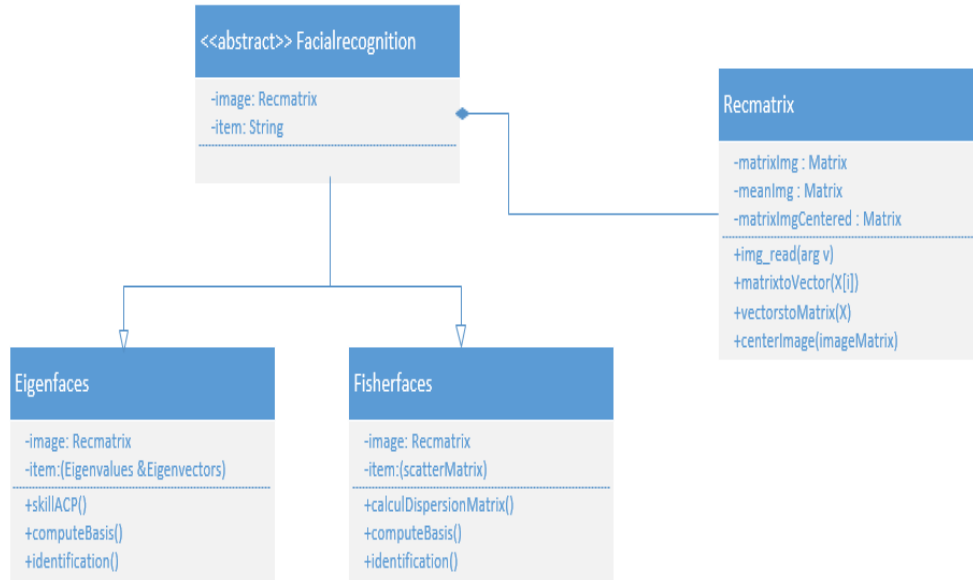 <<abstract>> Facialrecognition
-image: Recmatrix
-item: String
Recmatrix
-matrixImg : Matrix
-meanImg : Matrix
-matrixImgCentered : Matrix
+img_read(arg v)
+matrixtoVector(X[i])
+vectorstoMatrix(X)
+centerImage(imageMatrix)
Eigenfaces
-image: Recmatrix
-item:(Eigenvalues &Eigenvectors)
+skillACP()
+computeBasis()
+identification()
Fisherfaces
-image: Recmatrix
-item:(scatterMatrix)
+calculDispersionMatrix()
+computeBasis()
+identification()